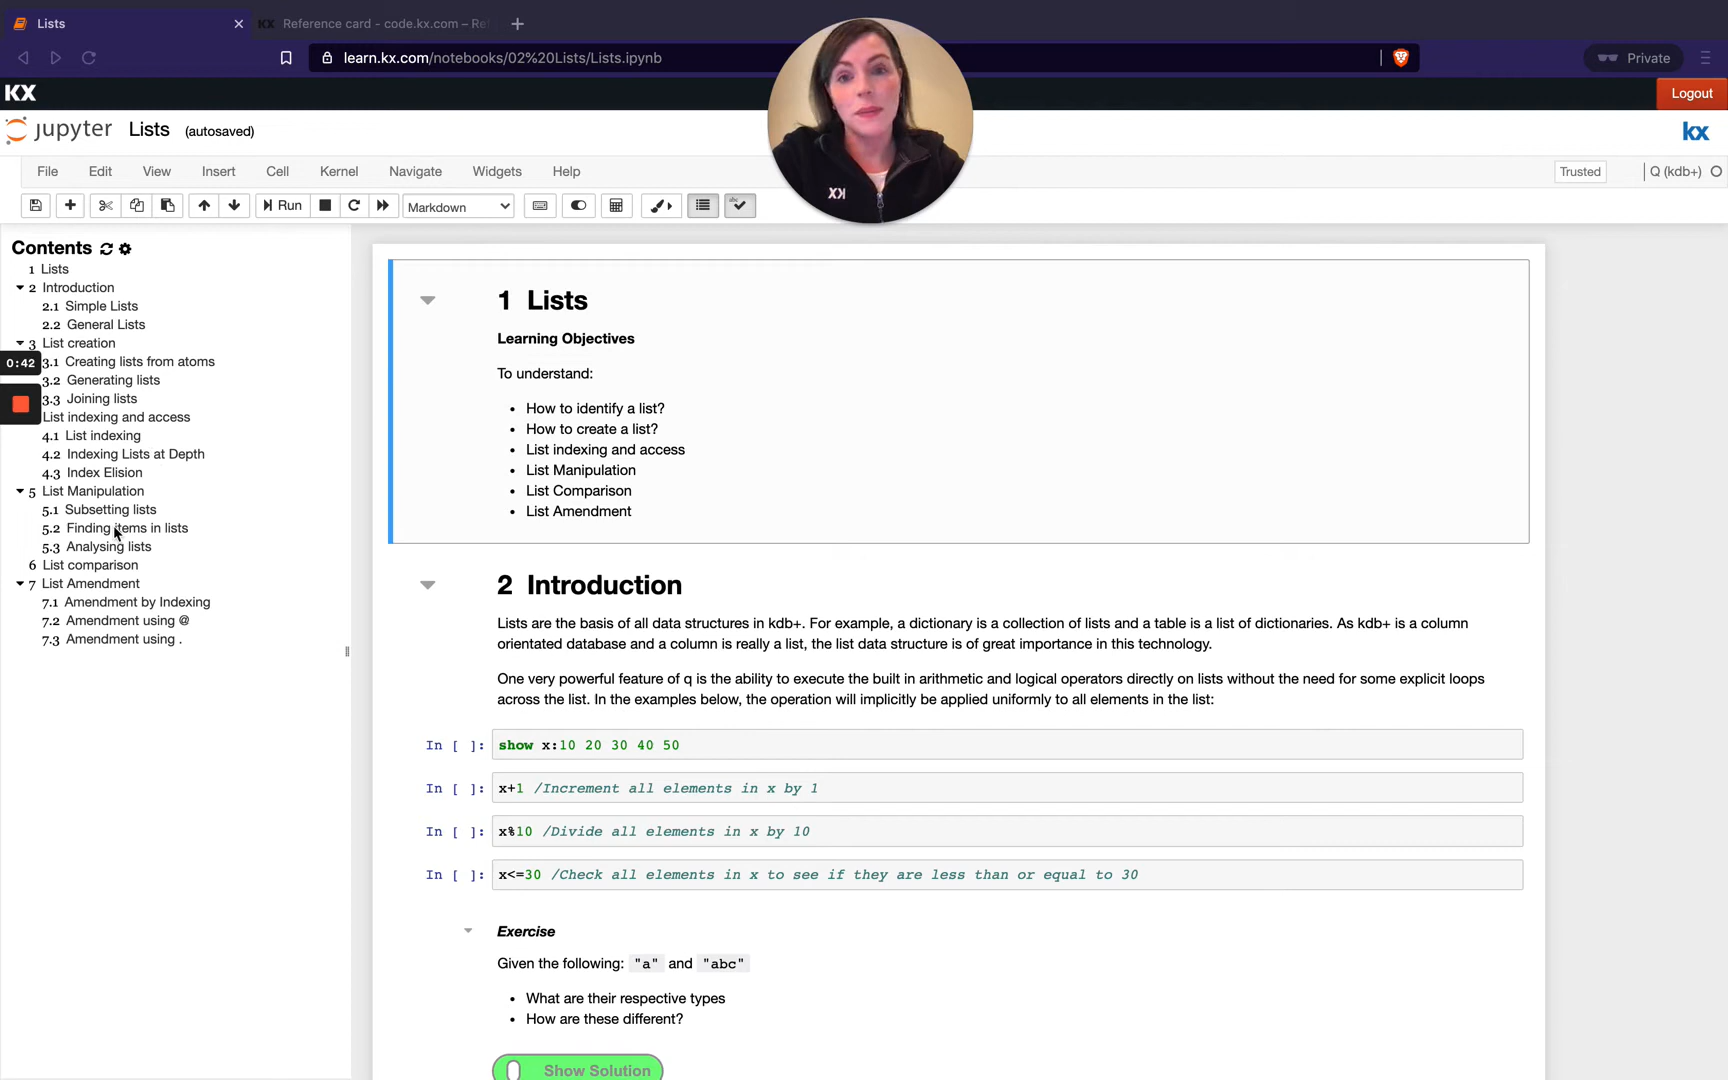 Lists
Reference card - code.kx.com – Re
learn.kx.com/notebooks/02%20Lists/Lists.ipynb
Private
KX
Logout
jupyter Lists (autosaved)
kx
File Edit View Insert Cell Kernel Navigate Widgets Help
Trusted
Q (kdb+)
Run
Markdown
KX
Contents
1 Lists
2 Introduction
2.1 Simple Lists
2.2 General Lists
3 List creation
0:42
3.1 Creating lists from atoms
3.2 Generating lists
3.3 Joining lists
List indexing and access
4.1 List indexing
4.2 Indexing Lists at Depth
4.3 Index Elision
5 List Manipulation
5.1 Subsetting lists
5.2 Finding items in lists
5.3 Analysing lists
6 List comparison
7 List Amendment
7.1 Amendment by Indexing
7.2 Amendment using @
7.3 Amendment using .
1 Lists
Learning Objectives
To understand:
• How to identify a list?
• How to create a list?
• List indexing and access
• List Manipulation
• List Comparison
• List Amendment
2 Introduction
Lists are the basis of all data structures in kdb+. For example, a dictionary is a collection of lists and a table is a list of dictionaries. As kdb+ is a column
orientated database and a column is really a list, the list data structure is of great importance in this technology.
One very powerful feature of q is the ability to execute the built in arithmetic and logical operators directly on lists without the need for some explicit loops
across the list. In the examples below, the operation will implicitly be applied uniformly to all elements in the list:
In [ ]: show x:10 20 30 40 50
In [ ]: x+1 /Increment all elements in x by 1
In [ ]: x%10 /Divide all elements in x by 10
In [ ]: x<=30 /Check all elements in x to see if they are less than or equal to 30
Exercise
Given the following: "a" and "abc"
• What are their respective types
• How are these different?
Show Solution